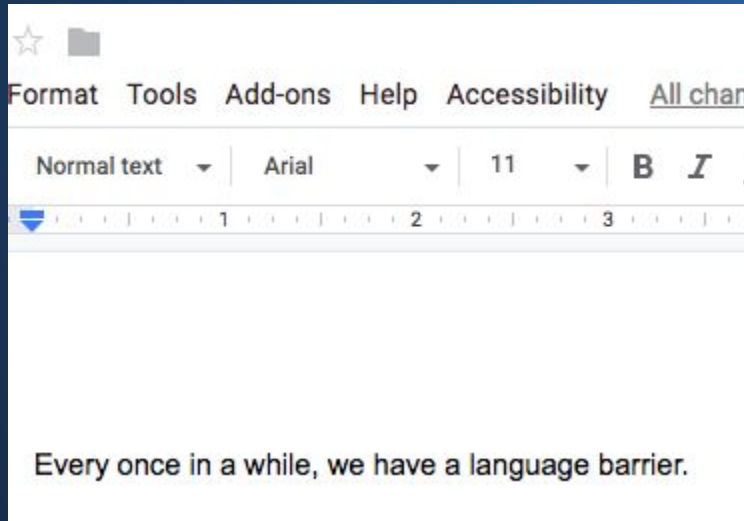 Format Tools Add-ons Help Accessibility All
Normal text Arial 11 B I
1 2 3
Every once in a while, we have a language barrier.